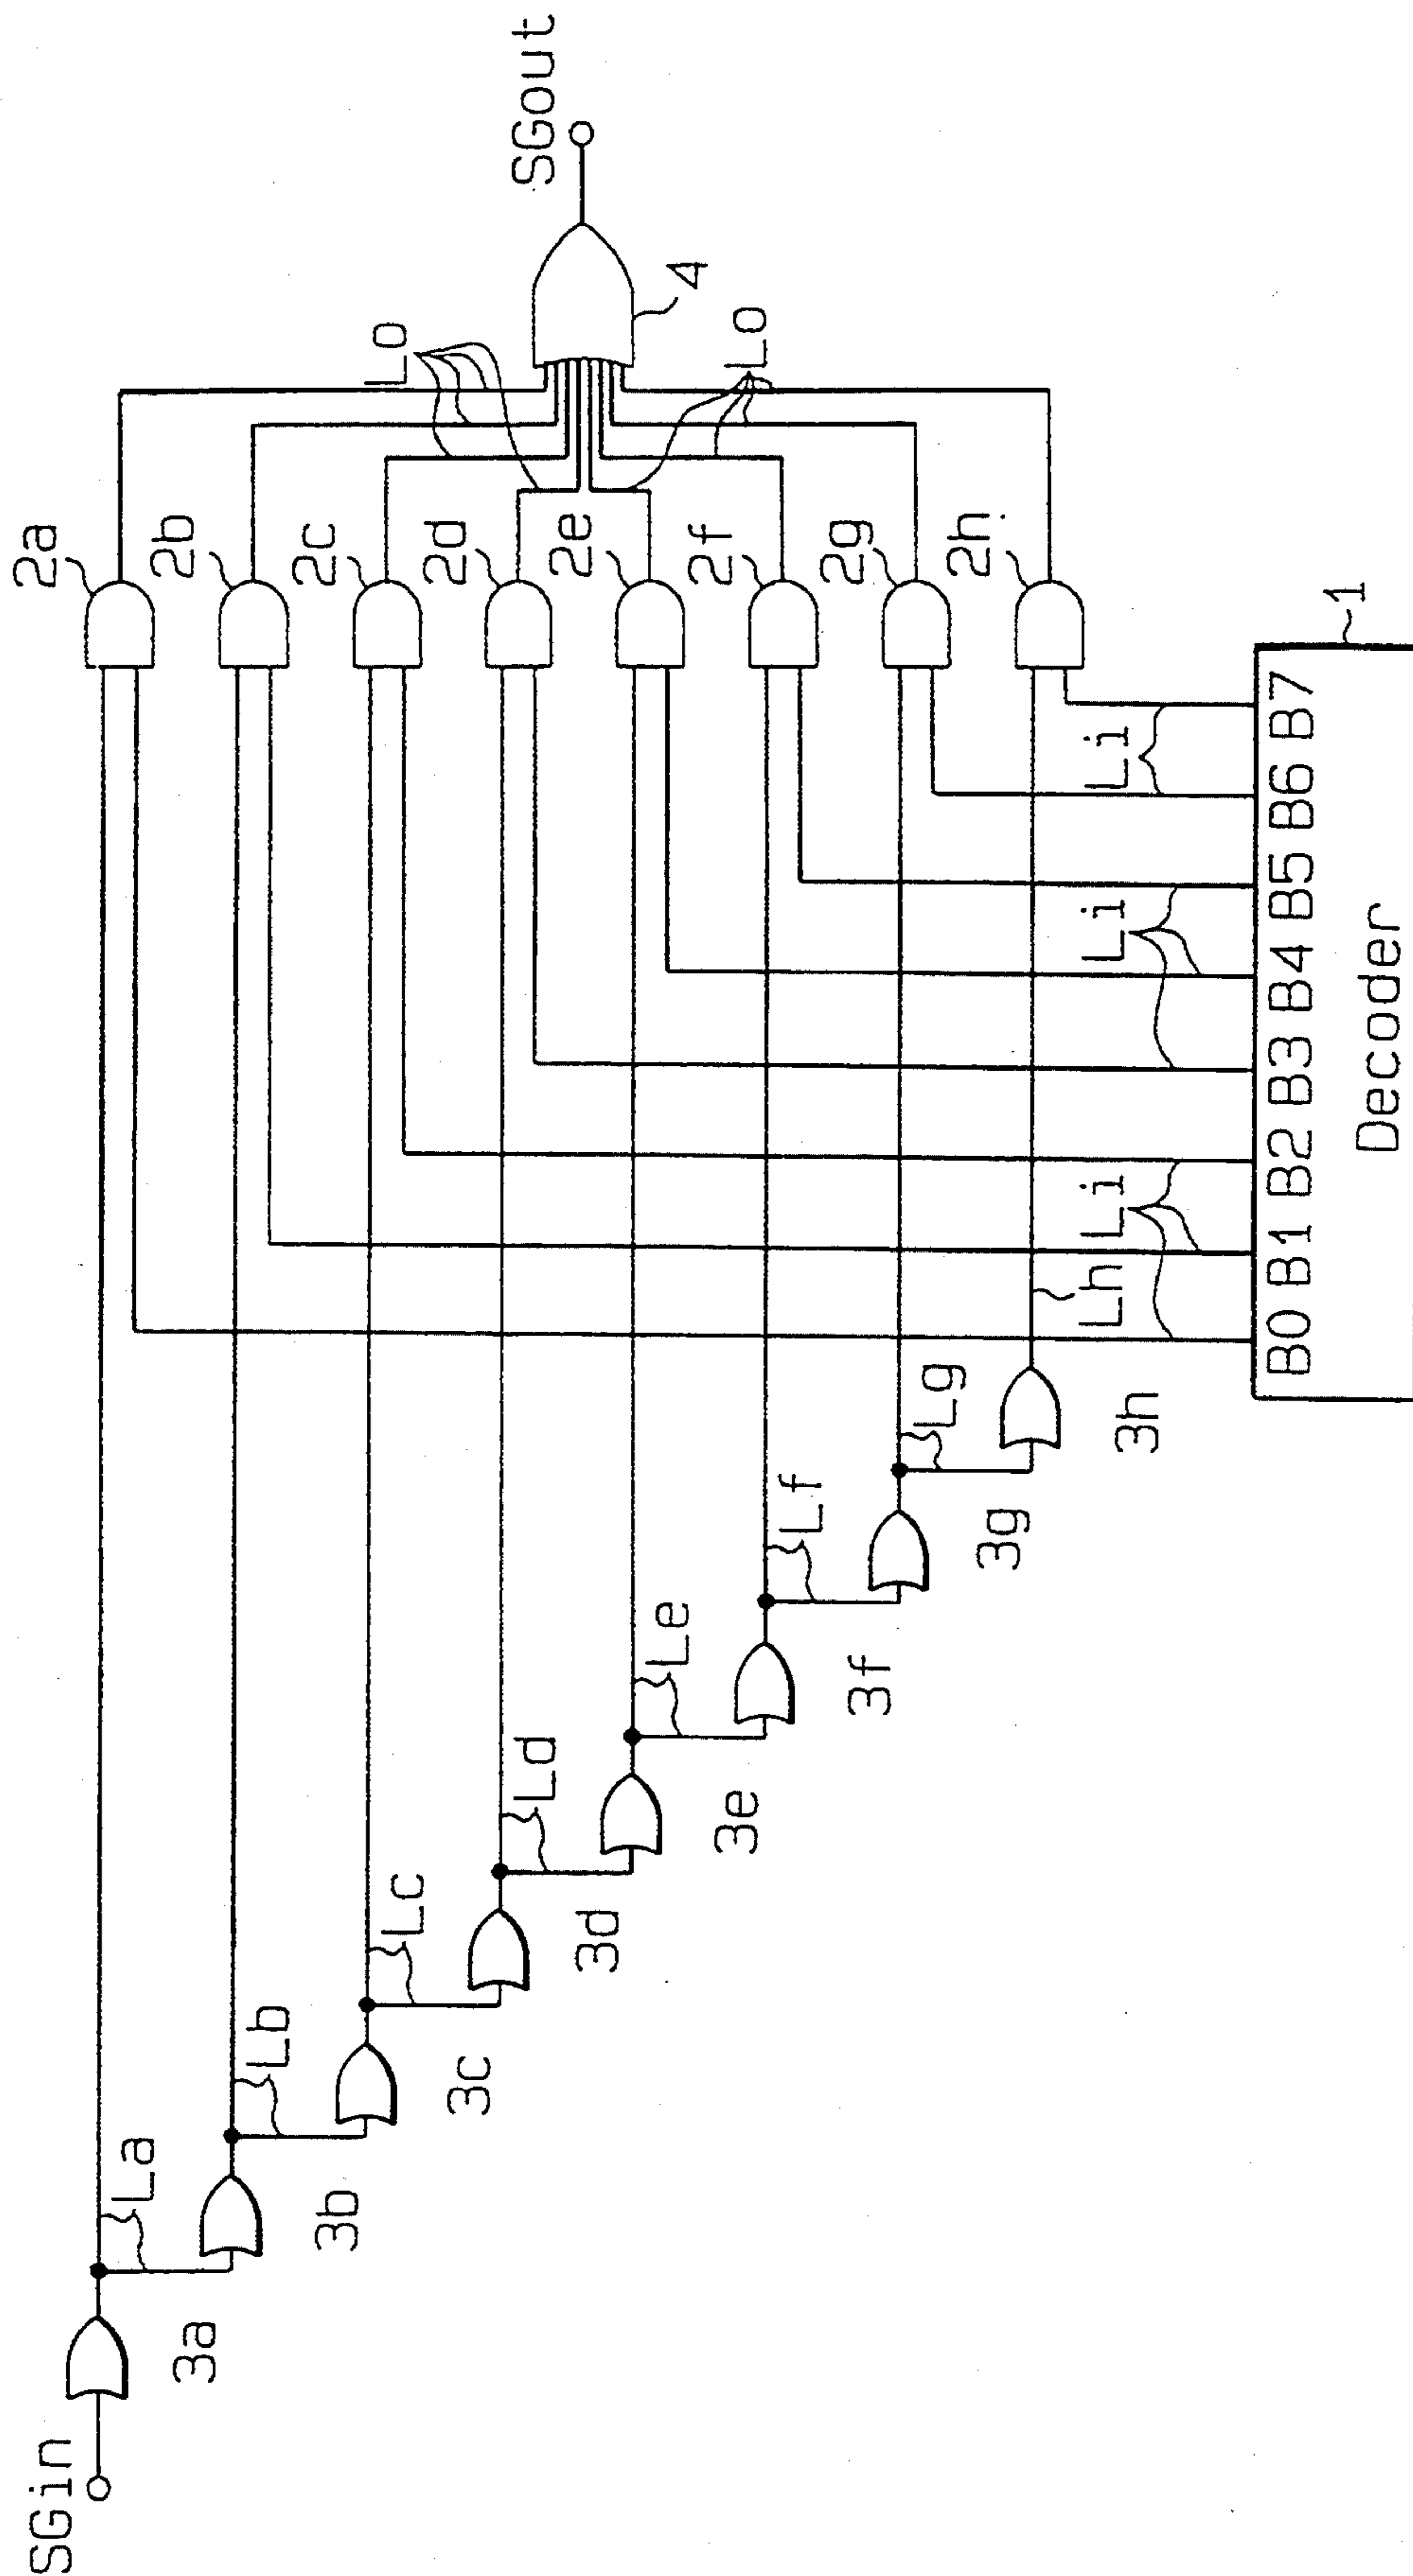 SGin
3a
La
3b
Lb
3c
Lc
3d
Ld
3e
Le
3f
Lf
3g
Lg
3h
Lh
2a
2b
2c
2d
2e
2f
2g
2h
Lo
Lo
4
SGout
Li
Li
Li
B0 B1 B2 B3 B4 B5 B6 B7
Decoder
1